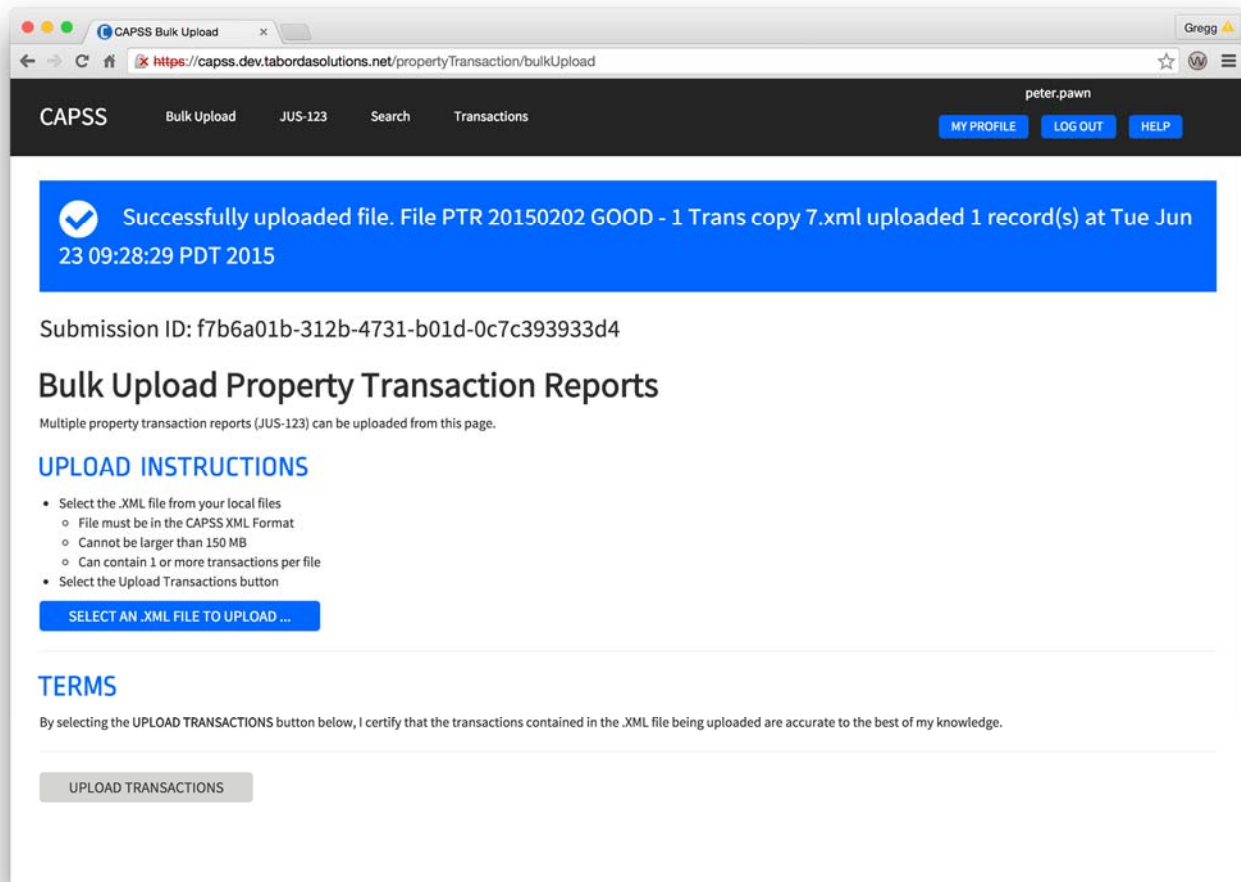 CAPSS Bulk Upload
Gregg
https://capss.dev.tabordasolutions.net/propertyTransaction/bulkUpload
peter.pawn
CAPSS Bulk Upload JUS-123 Search Transactions
MY PROFILE LOG OUT HELP
Successfully uploaded file. File PTR 20150202 GOOD - 1 Trans copy 7.xml uploaded 1 record(s) at Tue Jun
23 09:28:29 PDT 2015
Submission ID: f7b6a01b-312b-4731-b01d-0c7c393933d4
Bulk Upload Property Transaction Reports
Multiple property transaction reports (JUS-123) can be uploaded from this page.
UPLOAD INSTRUCTIONS
• Select the .XML file from your local files
◦ File must be in the CAPSS XML Format
◦ Cannot be larger than 150 MB
◦ Can contain 1 or more transactions per file
• Select the Upload Transactions button
SELECT AN .XML FILE TO UPLOAD ...
TERMS
By selecting the UPLOAD TRANSACTIONS button below, I certify that the transactions contained in the .XML file being uploaded are accurate to the best of my knowledge.
UPLOAD TRANSACTIONS